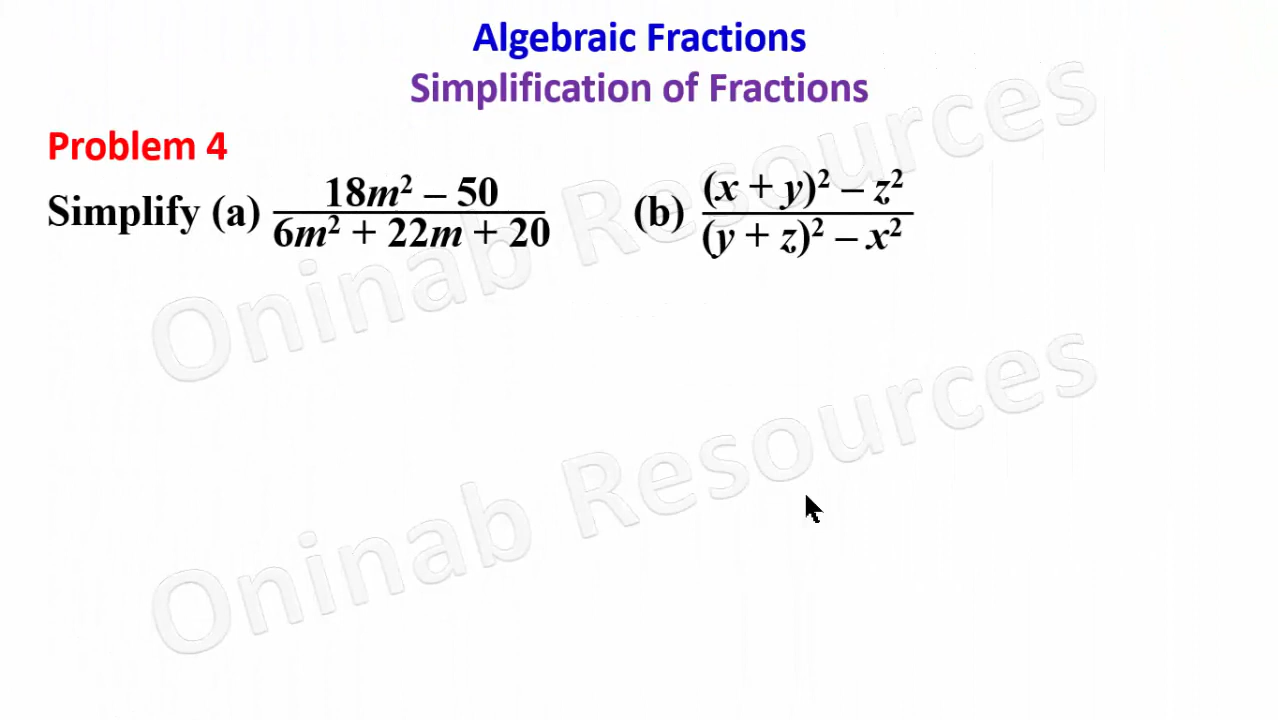 Algebraic Fractions
Simplification of Fractions
Problem 4
Simplify (a) (18m² – 50)/(6m² + 22m + 20) (b) ((x + y)² – z²)/((y + z)² – x²)
Oninab Resources
Oninab Resources